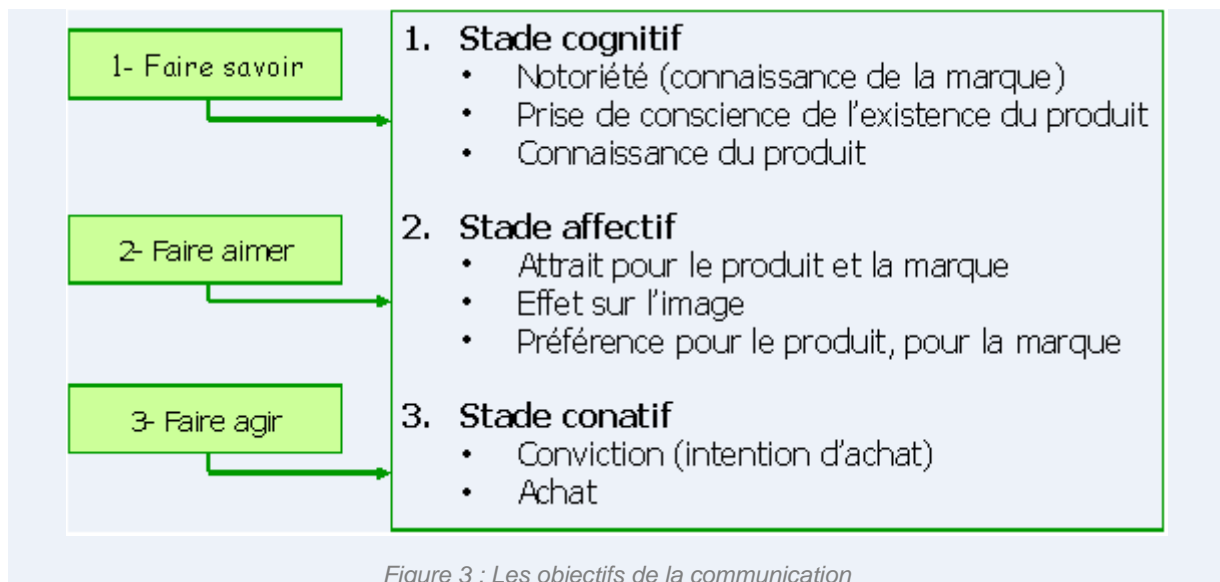 1- Faire savoir
1. Stade cognitif
• Notoriété (connaissance de la marque)
• Prise de conscience de l'existence du produit
• Connaissance du produit
2- Faire aimer
2. Stade affectif
• Attrait pour le produit et la marque
• Effet sur l'image
• Préférence pour le produit, pour la marque
3- Faire agir
3. Stade conatif
• Conviction (intention d'achat)
• Achat
Figure 3 : Les objectifs de la communication